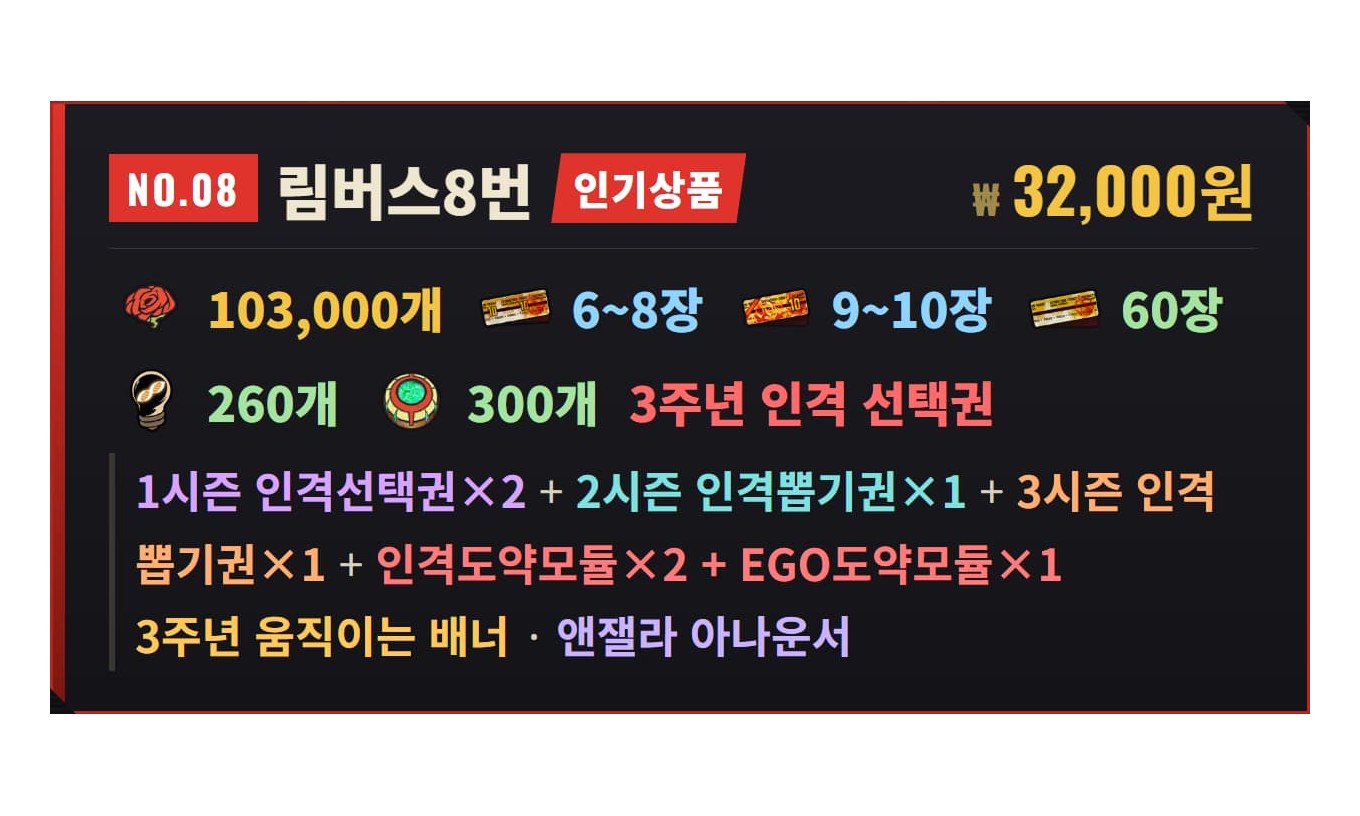 NO.08 림버스8번 인기상품 ₩ 32,000원
103,000개 6~8장 9~10장 60장
260개 300개 3주년 인격 선택권
1시즌 인격선택권×2 + 2시즌 인격뽑기권×1 + 3시즌 인격
뽑기권×1 + 인격도약모듈×2 + EGO도약모듈×1
3주년 움직이는 배너 · 앤잴라 아나운서